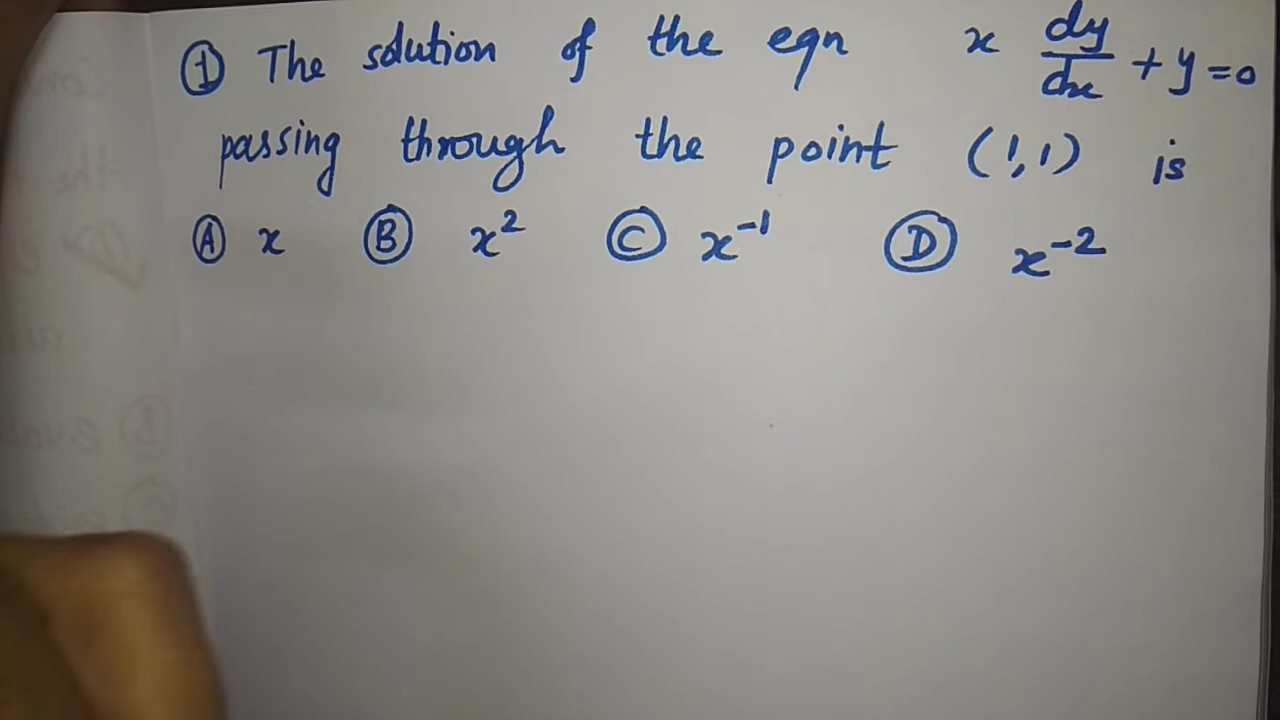 ① The solution of the eqn x dy/dx + y = 0
passing through the point (1,1) is
Ⓐ x Ⓑ x² Ⓒ x⁻¹ Ⓓ x⁻²